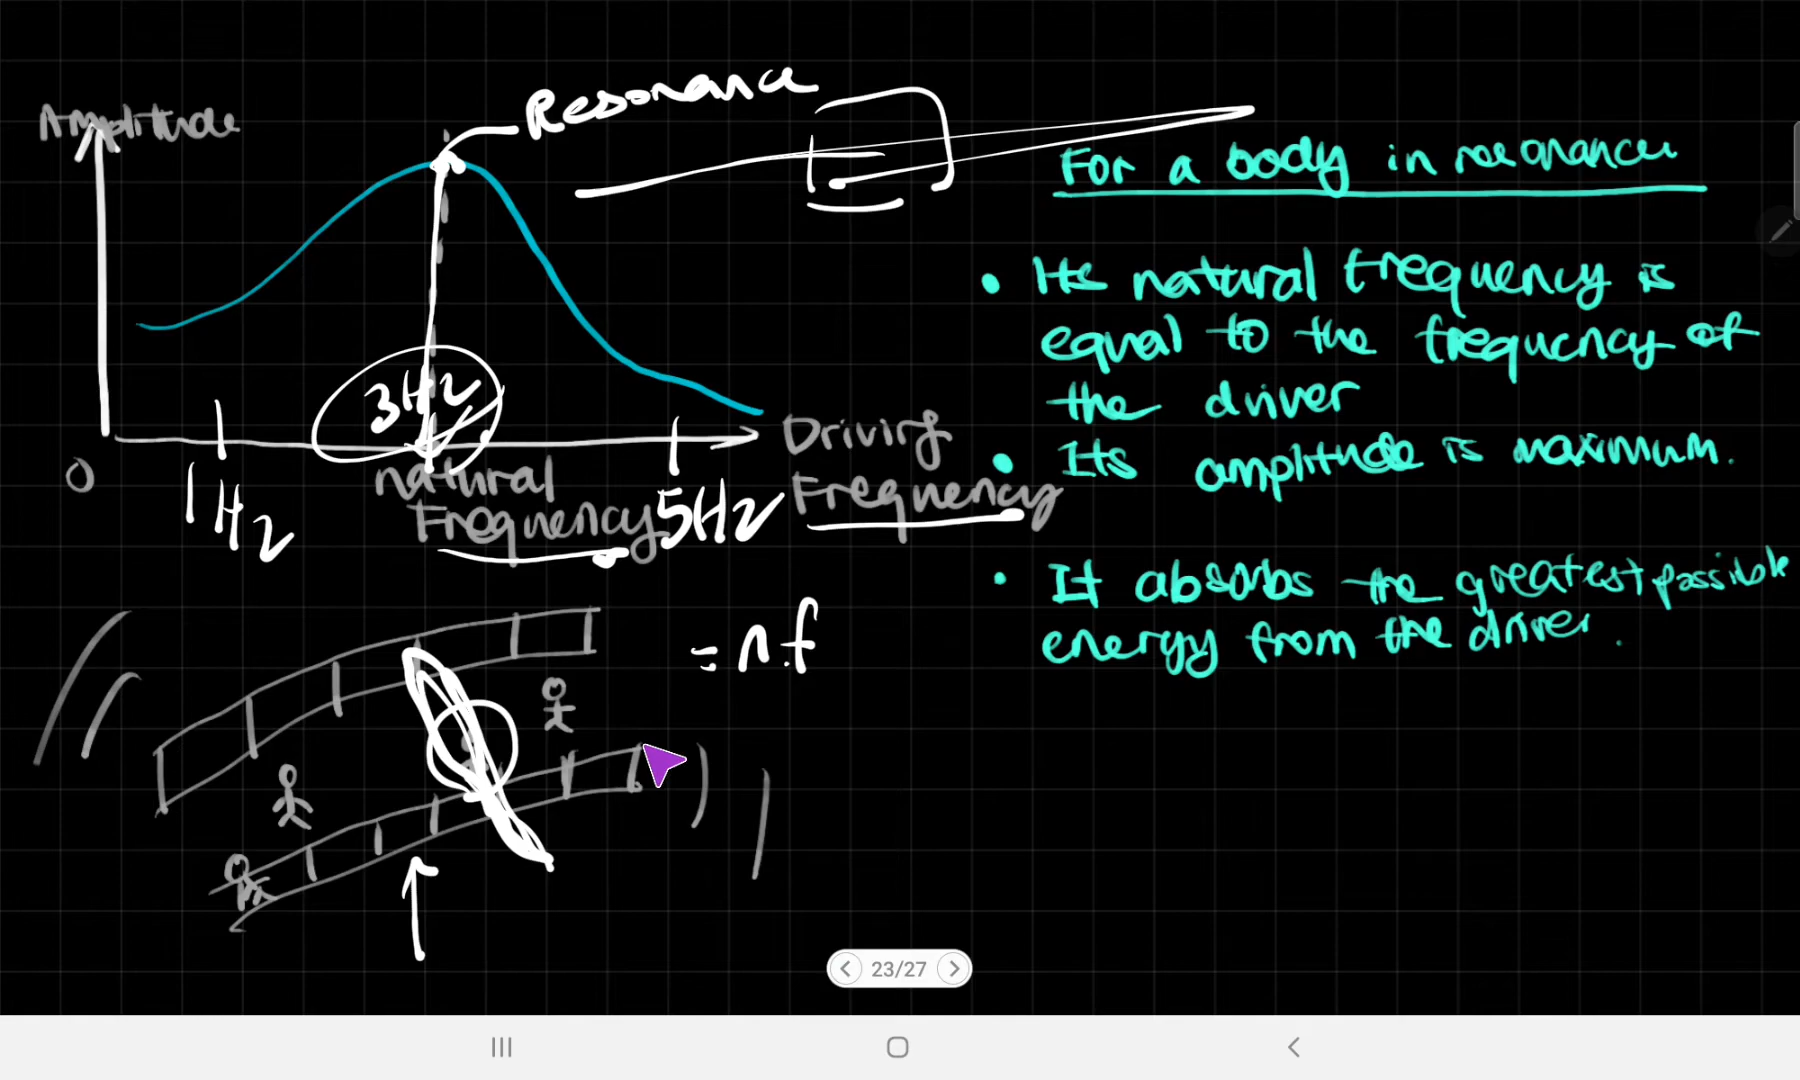 Resonance
Amplitude
For a body in resonance
• Its natural frequency is
equal to the frequency of
the driver
• Its amplitude is maximum.
3Hz
Driving
Frequency
0
1Hz
natural
Frequency
5Hz
• It absorbs the greatest possible
energy from the driver.
= n.f
23/27